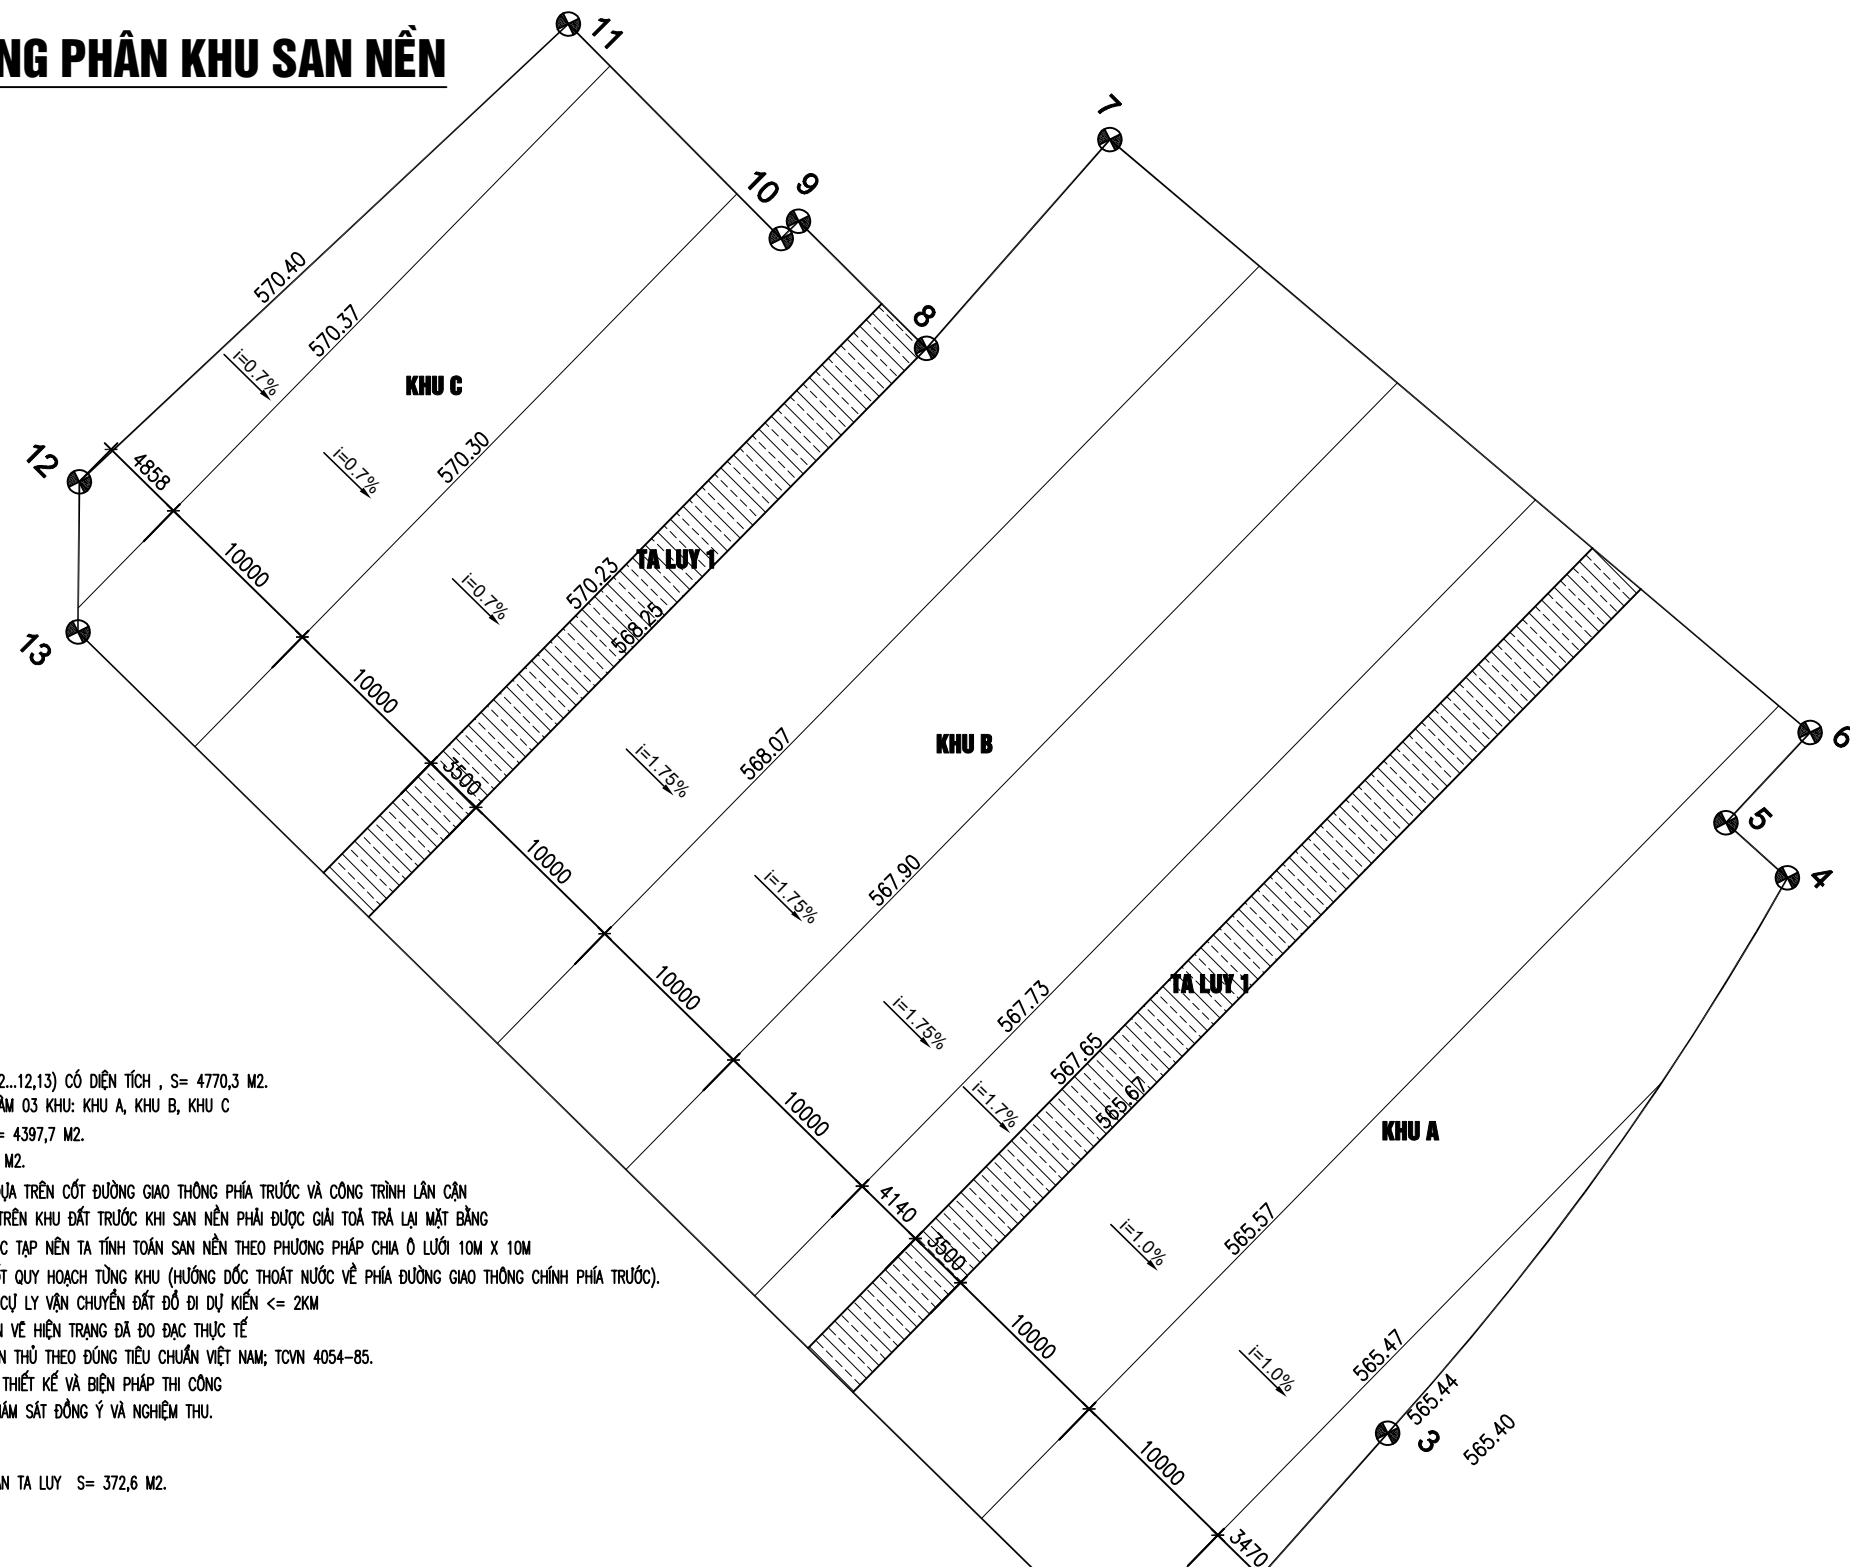 NG PHÂN KHU SAN NỀN
11
7
10
9
8
12
13
6
5
4
3
570.40
570.37
570.30
570.23
568.25
568.07
567.90
567.73
567.65
565.67
565.57
565.47
565.44
565.40
i=0.7%
i=0.7%
i=0.7%
i=1.75%
i=1.75%
i=1.75%
i=1.7%
i=1.0%
i=1.0%
KHU C
TA LUY 1
KHU B
TA LUY 1
KHU A
4858
10000
10000
3500
10000
10000
10000
4140
3500
10000
10000
3470
2...12,13) CÓ DIỆN TÍCH , S= 4770,3 M2.
ẦM 03 KHU: KHU A, KHU B, KHU C
= 4397,7 M2.
M2.
DỰA TRÊN CỐT ĐƯỜNG GIAO THÔNG PHÍA TRƯỚC VÀ CÔNG TRÌNH LÂN CẬN
TRÊN KHU ĐẤT TRƯỚC KHI SAN NỀN PHẢI ĐƯỢC GIẢI TOẢ TRẢ LẠI MẶT BẰNG
C TẠP NÊN TA TÍNH TOÁN SAN NỀN THEO PHƯƠNG PHÁP CHIA Ô LƯỚI 10M X 10M
ỐT QUY HOẠCH TỪNG KHU (HƯỚNG DỐC THOÁT NƯỚC VỀ PHÍA ĐƯỜNG GIAO THÔNG CHÍNH PHÍA TRƯỚC).
CỰ LY VẬN CHUYỂN ĐẤT ĐỔ ĐI DỰ KIẾN <= 2KM
N VẼ HIỆN TRẠNG ĐÃ ĐO ĐẠC THỰC TẾ
N THỦ THEO ĐÚNG TIÊU CHUẨN VIỆT NAM; TCVN 4054-85.
THIẾT KẾ VÀ BIỆN PHÁP THI CÔNG
IÁM SÁT ĐỒNG Ý VÀ NGHIỆM THU.
ẦN TA LUY S= 372,6 M2.